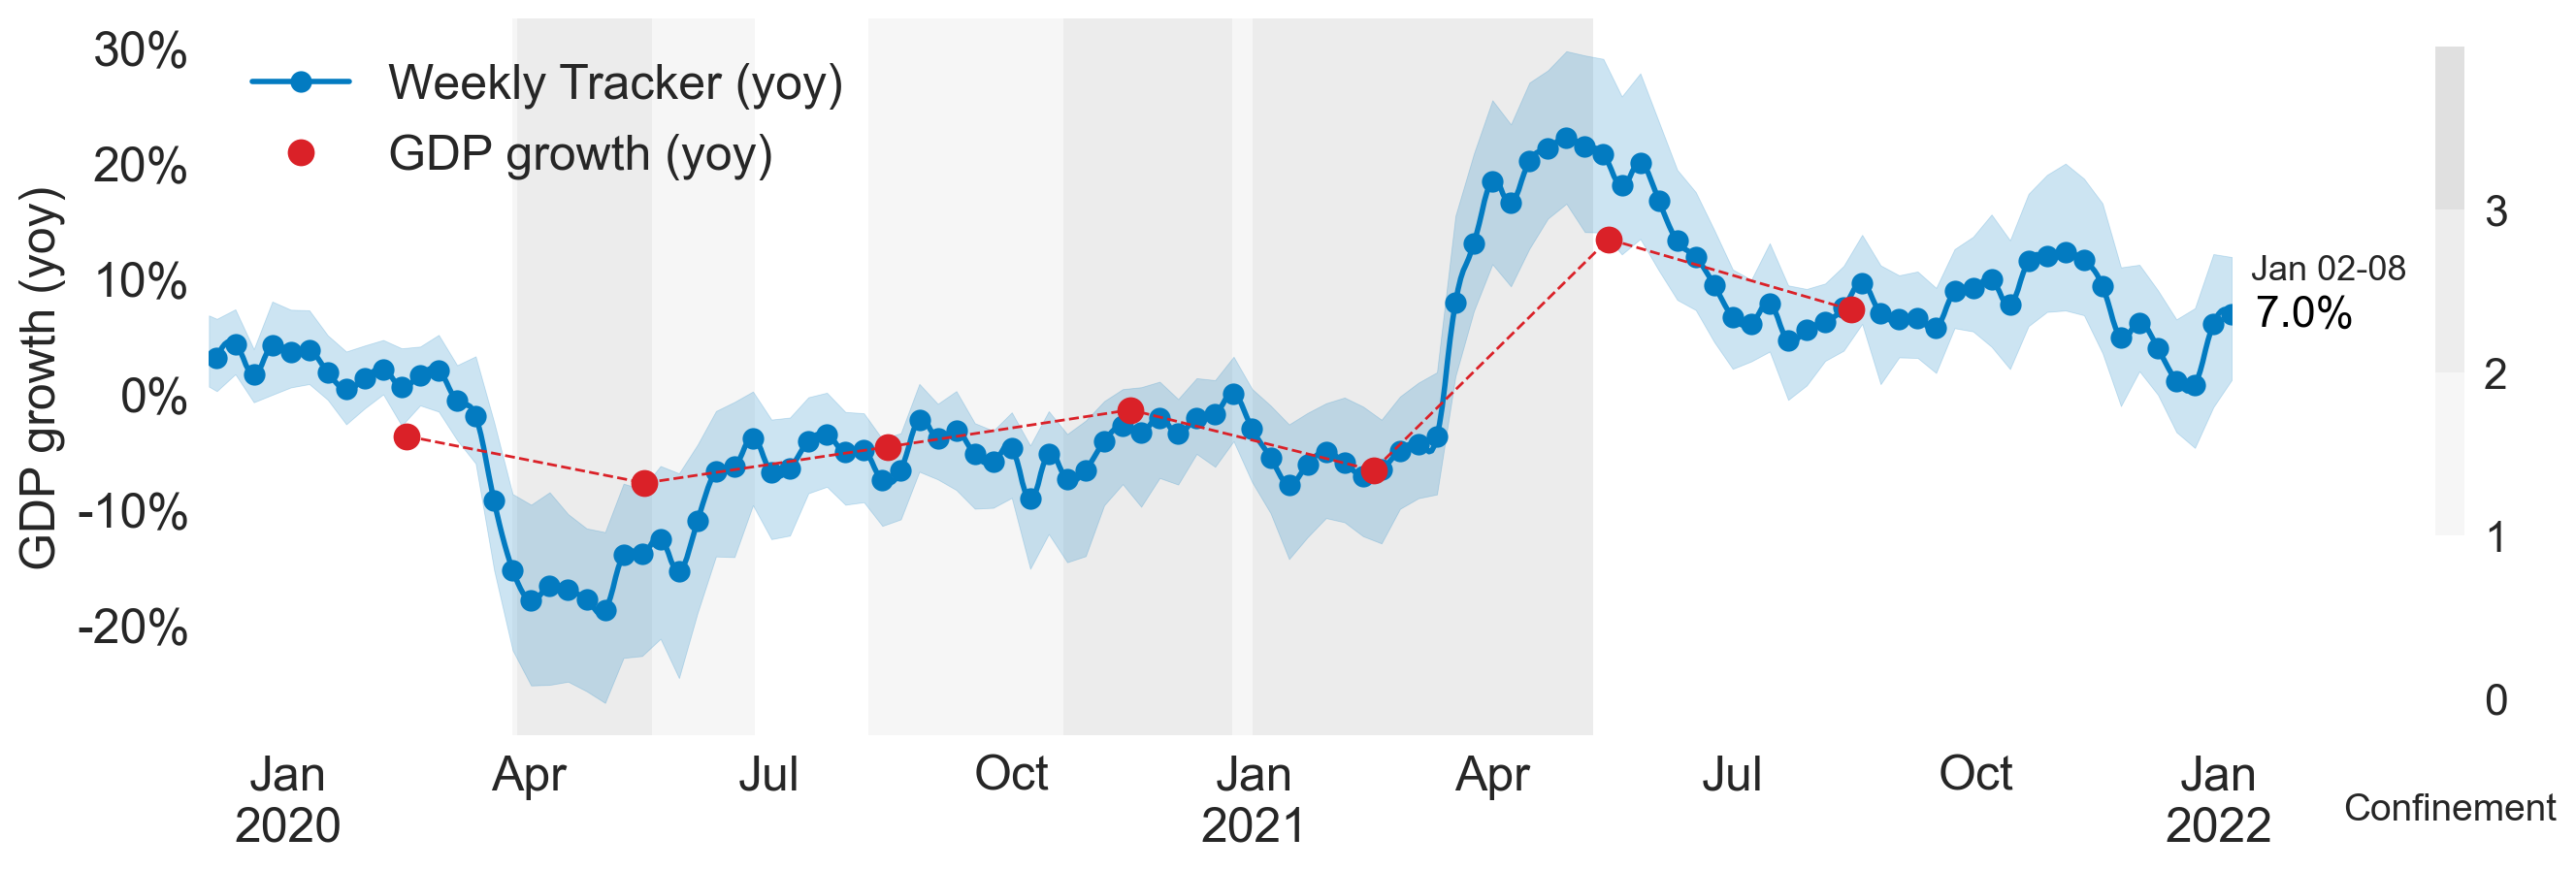 30%
20%
10%
0%
-10%
-20%
GDP growth (yoy)
Weekly Tracker (yoy)
GDP growth (yoy)
Jan 02-08
7.0%
3
2
1
0
Confinement
Jan Apr Jul Oct Jan Apr Jul Oct Jan
2020 2021 2022